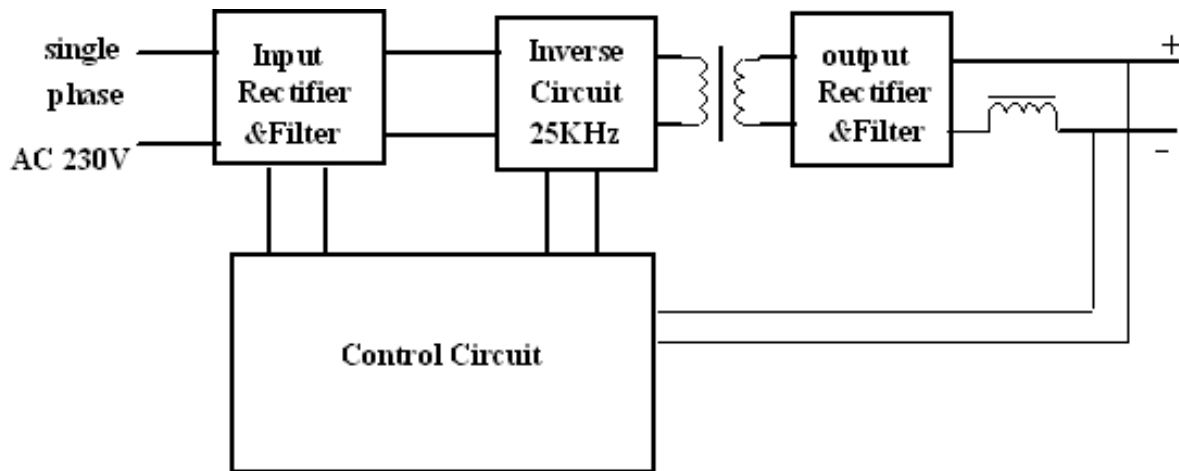 single
phase
AC 230V
Input
Rectifier
&Filter
Inverse
Circuit
25KHz
output
Rectifier
&Filter
+
-
Control Circuit